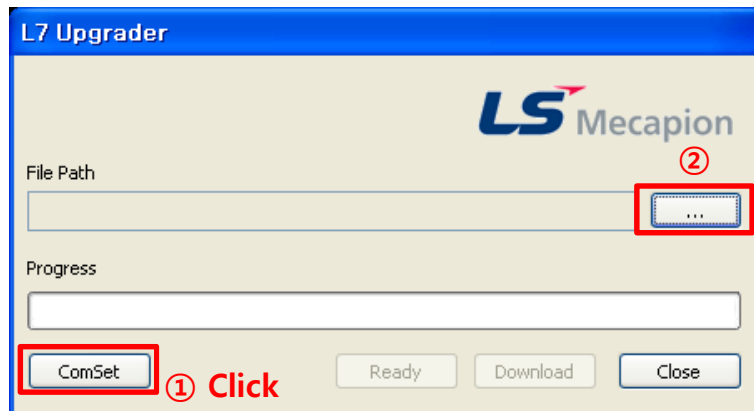 L7 Upgrader
LS Mecapion
②
File Path
...
Progress
ComSet
① Click
Ready
Download
Close